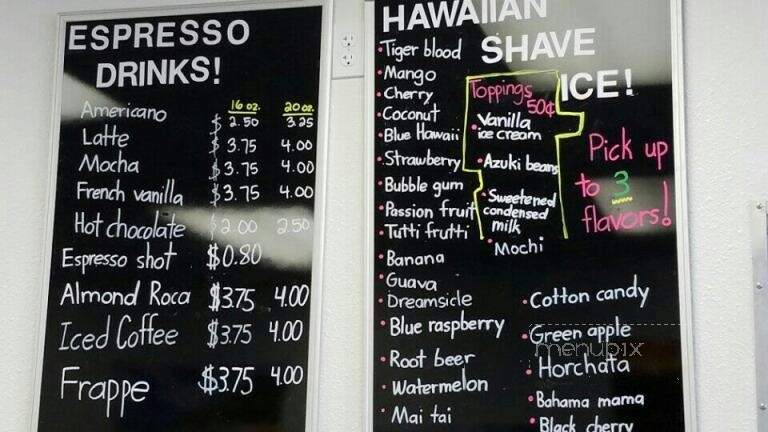 ESPRESSO
DRINKS!
16 oz. 20 oz.
Americano $2.50 3.25
Latte $3.75 4.00
Mocha $3.75 4.00
French vanilla $3.75 4.00
Hot chocolate $2.00 2.50
Espresso shot $0.80
Almond Roca $3.75 4.00
Iced Coffee $3.75 4.00
Frappe $3.75 4.00
HAWAIIAN
SHAVE
ICE!
• Tiger blood
• Mango
• Cherry
• Coconut
• Blue Hawaii
• Strawberry
• Bubble gum
• Passion fruit
• Tutti frutti
• Banana
• Guava
• Dreamsicle
• Blue raspberry
• Root beer
• Watermelon
• Mai tai
Toppings
50¢
• Vanilla
ice cream
• Azuki beans
• Sweetened
condensed
milk
• Mochi
Pick up
to 3
flavors!
• Cotton candy
• Green apple
menupix
• Horchata
• Bahama mama
• Black cherry